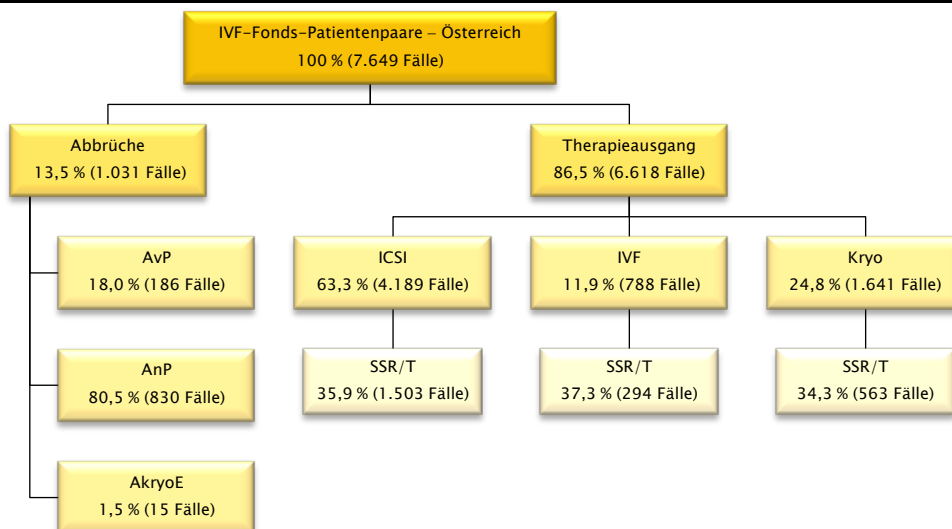 IVF-Fonds-Patientenpaare – Österreich
100 % (7.649 Fälle)
Abbrüche
13,5 % (1.031 Fälle)
Therapieausgang
86,5 % (6.618 Fälle)
AvP
18,0 % (186 Fälle)
ICSI
63,3 % (4.189 Fälle)
IVF
11,9 % (788 Fälle)
Kryo
24,8 % (1.641 Fälle)
AnP
80,5 % (830 Fälle)
SSR/T
35,9 % (1.503 Fälle)
SSR/T
37,3 % (294 Fälle)
SSR/T
34,3 % (563 Fälle)
AkryoE
1,5 % (15 Fälle)